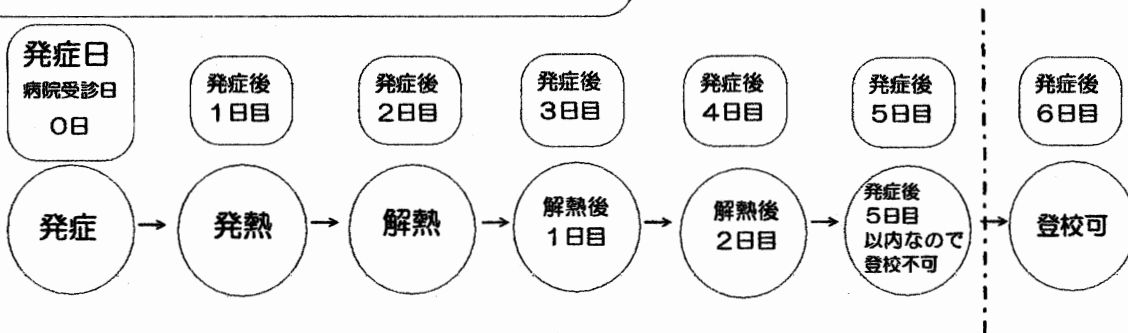 発症日
病院受診日
0日
発症後
1日目
発症後
2日目
発症後
3日目
発症後
4日目
発症後
5日目
発症後
6日目
発症
→
発熱
→
解熱
→
解熱後
1日目
→
解熱後
2日目
→
発症後
5日目
以内なので
登校不可
→
登校可